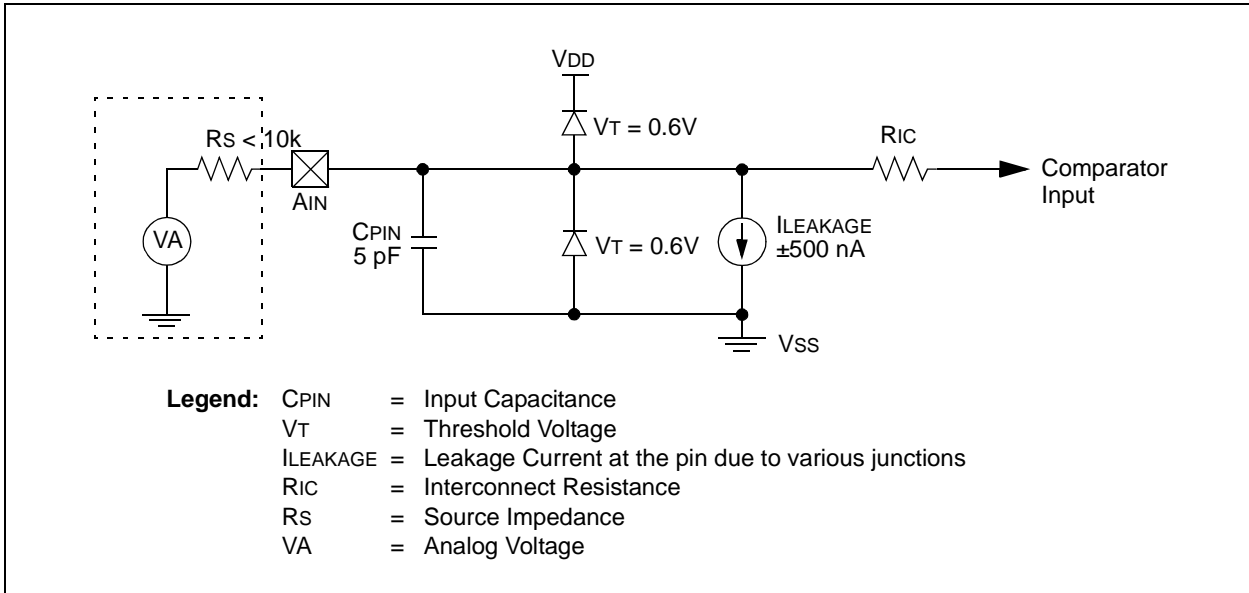 VDD
VT = 0.6V
RS < 10k
RIC
AIN
Comparator
Input
VA
CPIN
5 pF
VT = 0.6V
ILEAKAGE
±500 nA
VSS
Legend: CPIN = Input Capacitance
VT = Threshold Voltage
ILEAKAGE = Leakage Current at the pin due to various junctions
RIC = Interconnect Resistance
RS = Source Impedance
VA = Analog Voltage